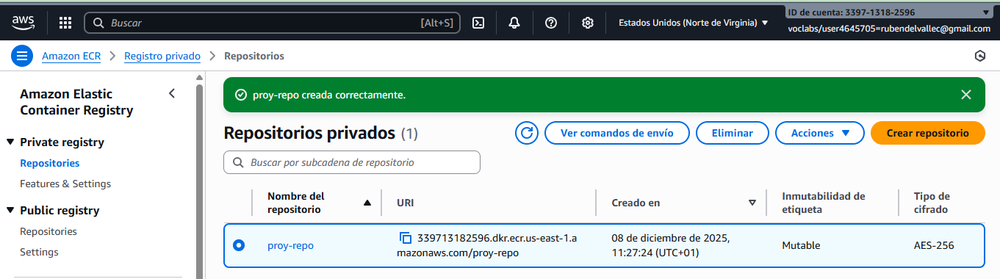 aws
Buscar [Alt+S]
Estados Unidos (Norte de Virginia)
ID de cuenta: 3397-1318-2596
voclabs/user4645705=rubendelvallec@gmail.com
Amazon ECR > Registro privado > Repositorios
Amazon Elastic
Container Registry
Private registry
Repositories
Features & Settings
Public registry
Repositories
Settings
proy-repo creada correctamente.
Repositorios privados (1)
Ver comandos de envío
Eliminar
Acciones
Crear repositorio
Buscar por subcadena de repositorio
Nombre del
repositorio
URI
Creado en
Inmutabilidad de
etiqueta
Tipo de
cifrado
proy-repo
339713182596.dkr.ecr.us-east-1.a
mazonaws.com/proy-repo
08 de diciembre de 2025,
11:27:24 (UTC+01)
Mutable
AES-256